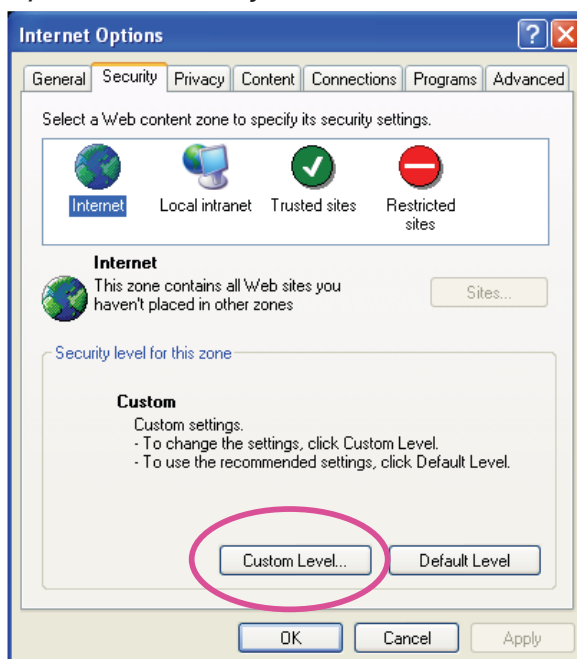 Internet Options
General Security Privacy Content Connections Programs Advanced
Select a Web content zone to specify its security settings.
Internet Local intranet Trusted sites Restricted
sites
Internet
This zone contains all Web sites you
haven't placed in other zones
Sites...
Security level for this zone
Custom
Custom settings.
- To change the settings, click Custom Level.
- To use the recommended settings, click Default Level.
Custom Level... Default Level
OK Cancel Apply